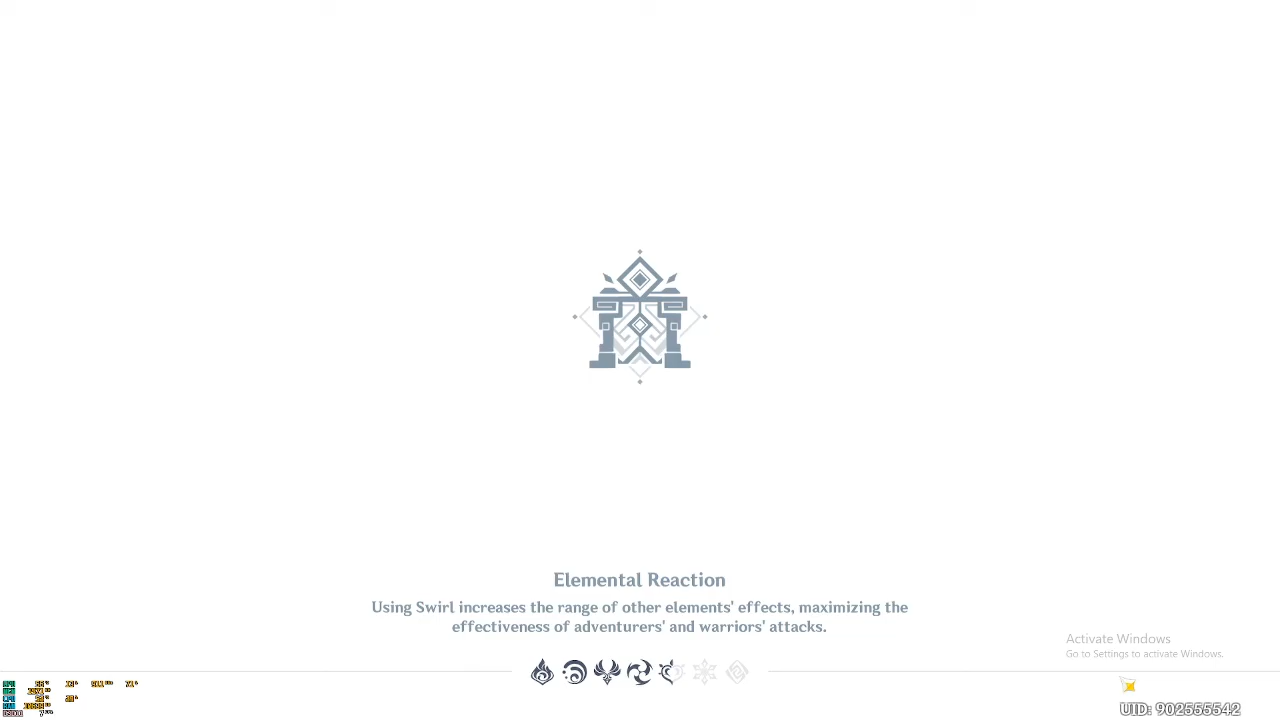 Elemental Reaction
Using Swirl increases the range of other elements' effects, maximizing the
effectiveness of adventurers' and warriors' attacks.
Activate Windows
Go to Settings to activate Windows.
UID: 902555542